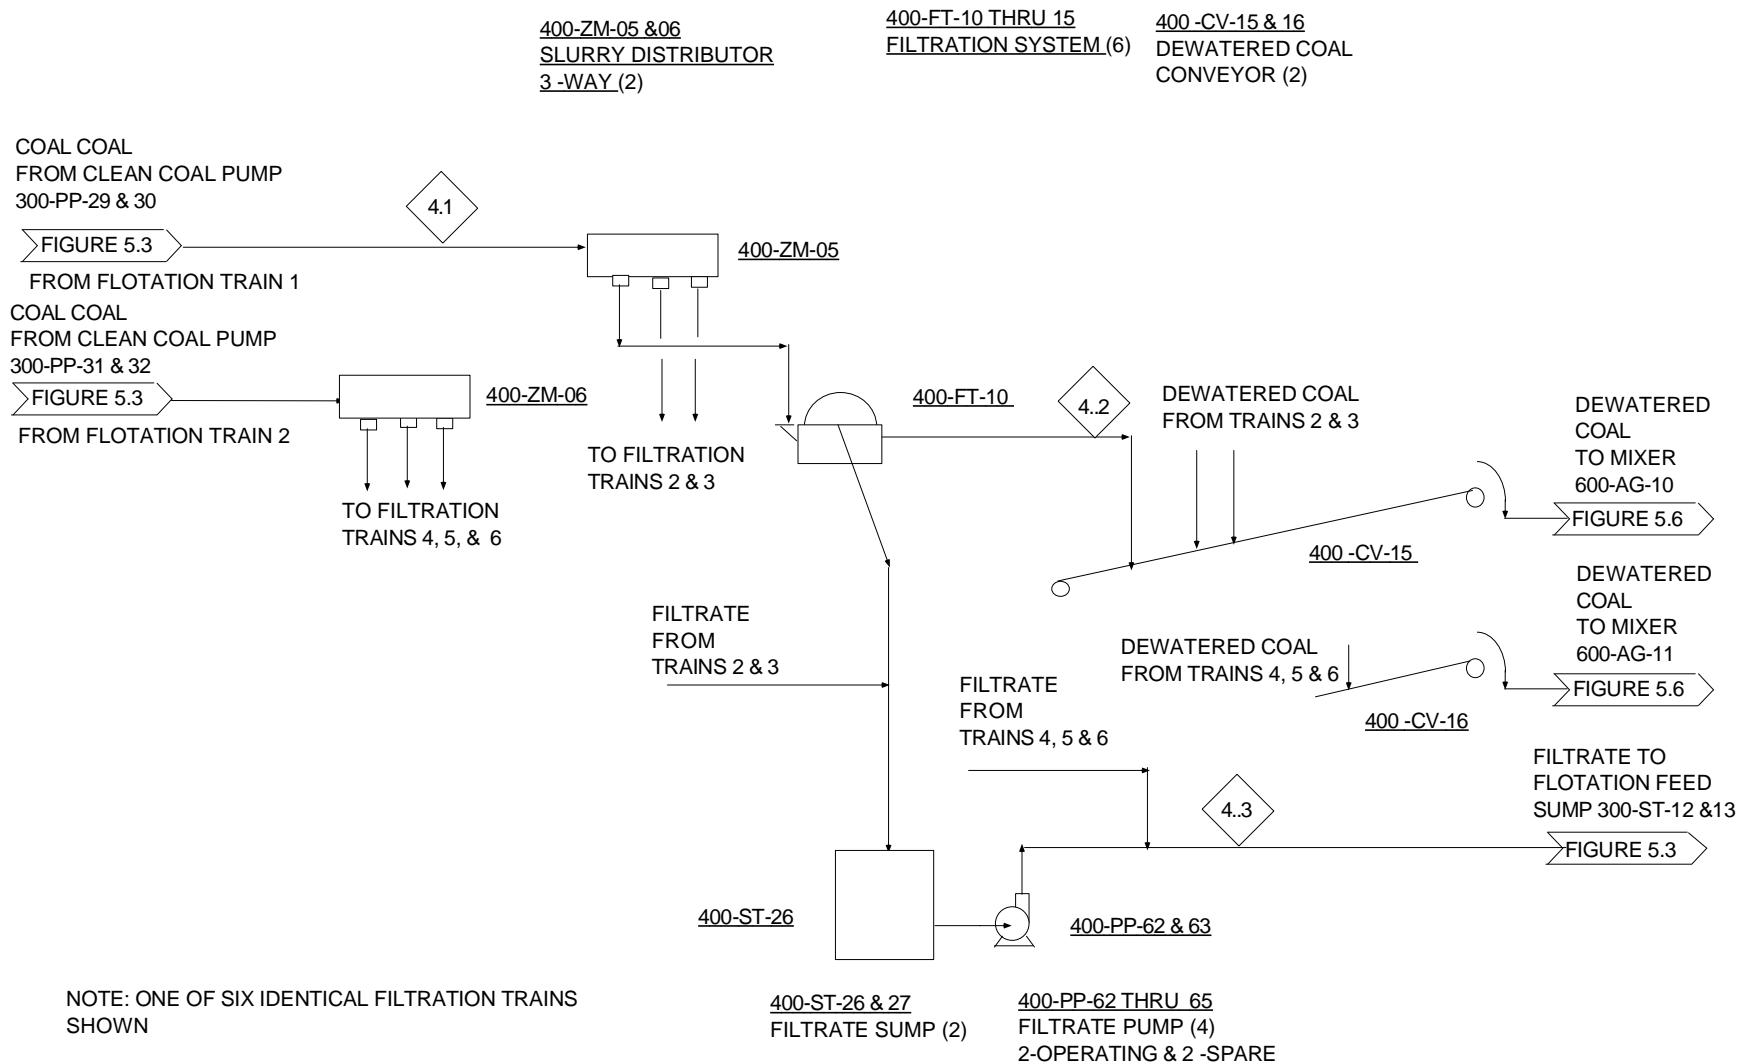 400-ZM-05 &06
SLURRY DISTRIBUTOR
3 -WAY (2)
400-FT-10 THRU 15
FILTRATION SYSTEM (6)
400 -CV-15 & 16
DEWATERED COAL
CONVEYOR (2)
COAL COAL
FROM CLEAN COAL PUMP
300-PP-29 & 30
4.1
FIGURE 5.3
400-ZM-05
FROM FLOTATION TRAIN 1
COAL COAL
FROM CLEAN COAL PUMP
300-PP-31 & 32
FIGURE 5.3
400-ZM-06
FROM FLOTATION TRAIN 2
TO FILTRATION
TRAINS 4, 5, & 6
TO FILTRATION
TRAINS 2 & 3
400-FT-10
4..2
DEWATERED COAL
FROM TRAINS 2 & 3
DEWATERED
COAL
TO MIXER
600-AG-10
FIGURE 5.6
400 -CV-15
DEWATERED
COAL
TO MIXER
600-AG-11
FIGURE 5.6
DEWATERED COAL
FROM TRAINS 4, 5 & 6
400 -CV-16
FILTRATE
FROM
TRAINS 2 & 3
FILTRATE
FROM
TRAINS 4, 5 & 6
4..3
FILTRATE TO
FLOTATION FEED
SUMP 300-ST-12 &13
FIGURE 5.3
400-ST-26
400-PP-62 & 63
NOTE: ONE OF SIX IDENTICAL FILTRATION TRAINS
SHOWN
400-ST-26 & 27
FILTRATE SUMP (2)
400-PP-62 THRU 65
FILTRATE PUMP (4)
2-OPERATING & 2 -SPARE